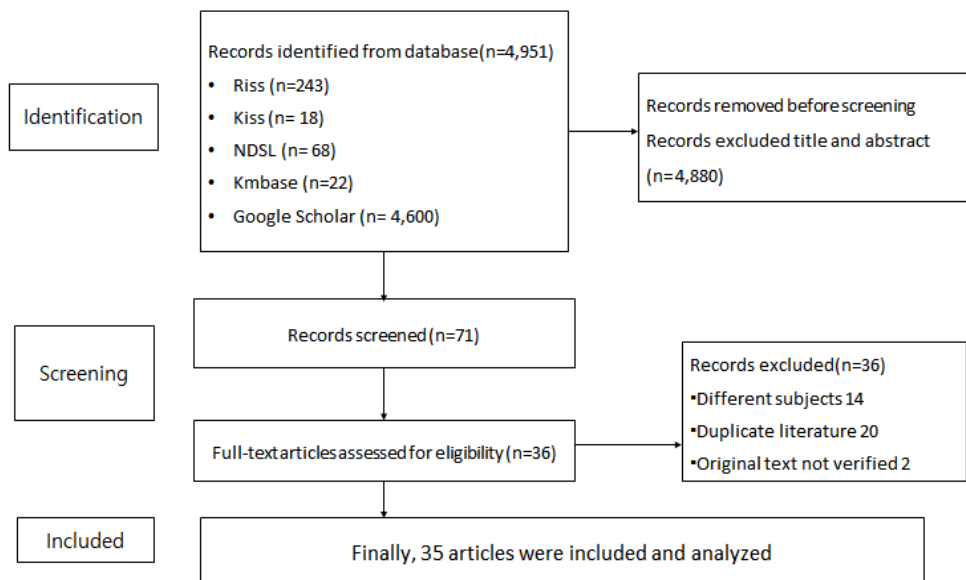 Identification
Records identified from database(n=4,951)
• Riss (n=243)
• Kiss (n= 18)
• NDSL (n= 68)
• Kmbase (n=22)
• Google Scholar (n= 4,600)
Records removed before screening
Records excluded title and abstract
(n=4,880)
Screening
Records screened (n=71)
Full-text articles assessed for eligibility (n=36)
Records excluded(n=36)
▪Different subjects 14
▪Duplicate literature 20
▪Original text not verified 2
Included
Finally, 35 articles were included and analyzed